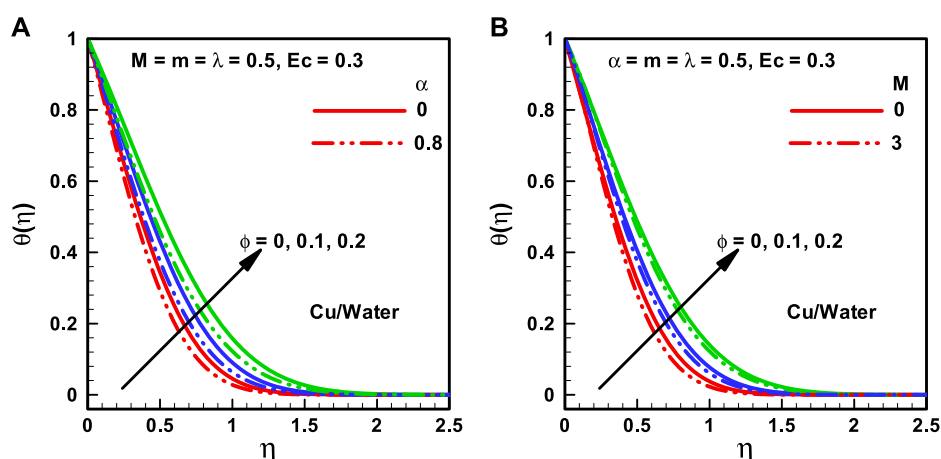 A
M = m = λ = 0.5, Ec = 0.3
α
0
0.8
ϕ = 0, 0.1, 0.2
Cu/Water
θ(η)
1
0.8
0.6
0.4
0.2
0
0 0.5 1 1.5 2 2.5
η
B
α = m = λ = 0.5, Ec = 0.3
M
0
3
ϕ = 0, 0.1, 0.2
Cu/Water
θ(η)
1
0.8
0.6
0.4
0.2
0
0 0.5 1 1.5 2 2.5
η